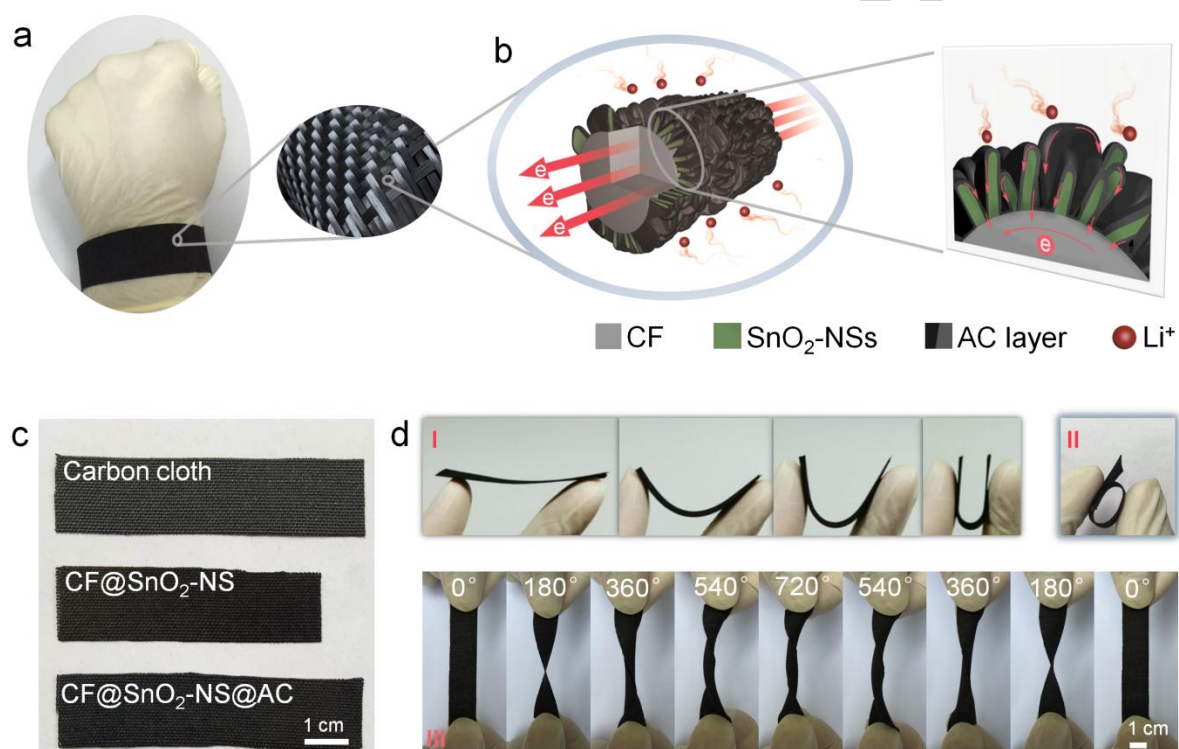 a
b
e
e
e
e
CF
SnO₂-NSs
AC layer
Li⁺
c
Carbon cloth
CF@SnO₂-NS
CF@SnO₂-NS@AC
1 cm
d
I
II
0° 180° 360° 540° 720° 540° 360° 180° 0°
III
1 cm